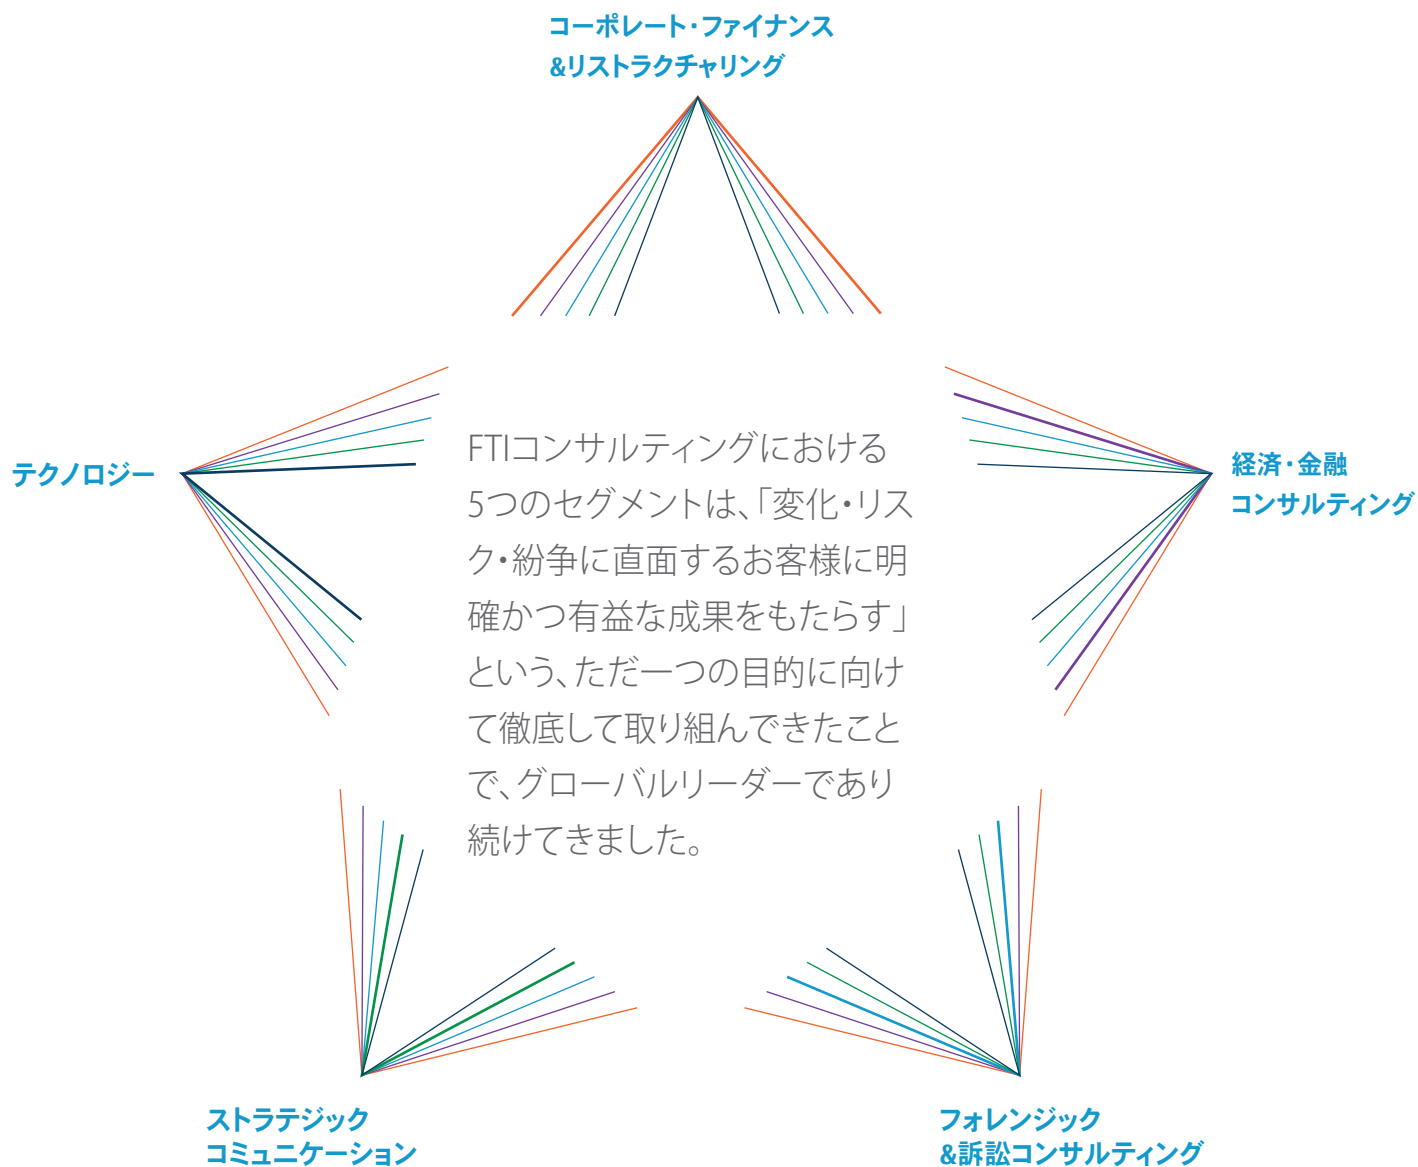 コーポレート・ファイナンス
&リストラクチャリング
テクノロジー
経済・金融
コンサルティング
FTIコンサルティングにおける
5つのセグメントは、「変化・リス
ク・紛争に直面するお客様に明
確かつ有益な成果をもたらす」
という、ただ一つの目的に向け
て徹底して取り組んできたこと
で、グローバルリーダーであり
続けてきました。
ストラテジック
コミュニケーション
フォレンジック
&訴訟コンサルティング